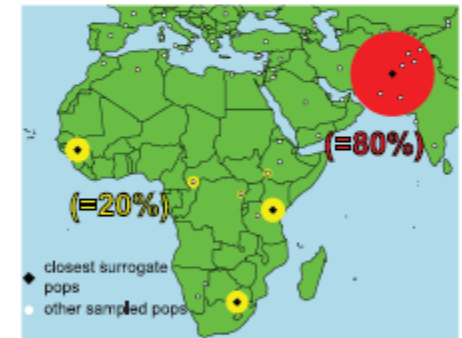 (=80%)
(=20%)
closest surrogate
pops
other sampled pops